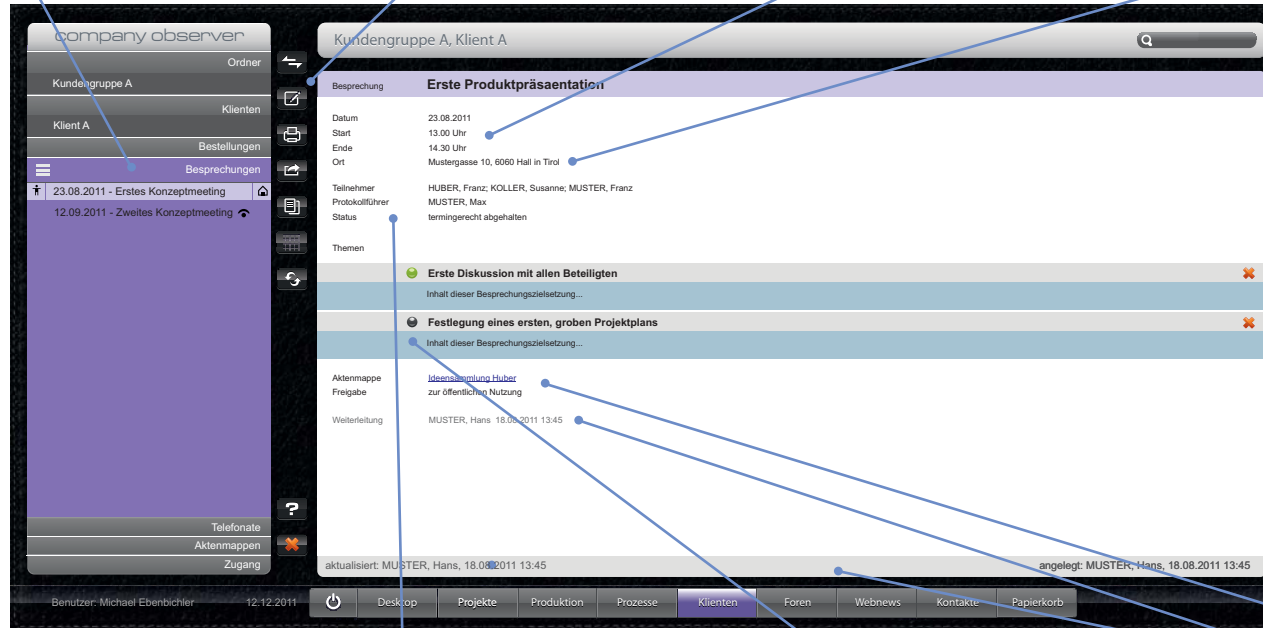 company observer
Ordner
Kundengruppe A
Klienten
Klient A
Bestellungen
Besprechungen
23.08.2011 - Erstes Konzeptmeeting
12.09.2011 - Zweites Konzeptmeeting
Telefonate
Aktenmappen
Zugang
?
Kundengruppe A, Klient A
Besprechung Erste Produktpräsaentation
Datum 23.08.2011
Start 13.00 Uhr
Ende 14.30 Uhr
Ort Mustergasse 10, 6060 Hall in Tirol
Teilnehmer HUBER, Franz; KOLLER, Susanne; MUSTER, Franz
Protokollführer MUSTER, Max
Status termingerecht abgehalten
Themen
Erste Diskussion mit allen Beteiligten
Inhalt dieser Besprechungszielsetzung...
Festlegung eines ersten, groben Projektplans
Inhalt dieser Besprechungszielsetzung...
Aktenmappe Ideensammlung Huber
Freigabe zur öffentlichen Nutzung
Weiterleitung MUSTER, Hans 18.08.2011 13:45
aktualisiert: MUSTER, Hans, 18.08.2011 13:45 angelegt: MUSTER, Hans, 18.08.2011 13:45
Benutzer: Michael Ebenbichler 12.12.2011 Desktop Projekte Produktion Prozesse Klienten Foren Webnews Kontakte Papierkorb